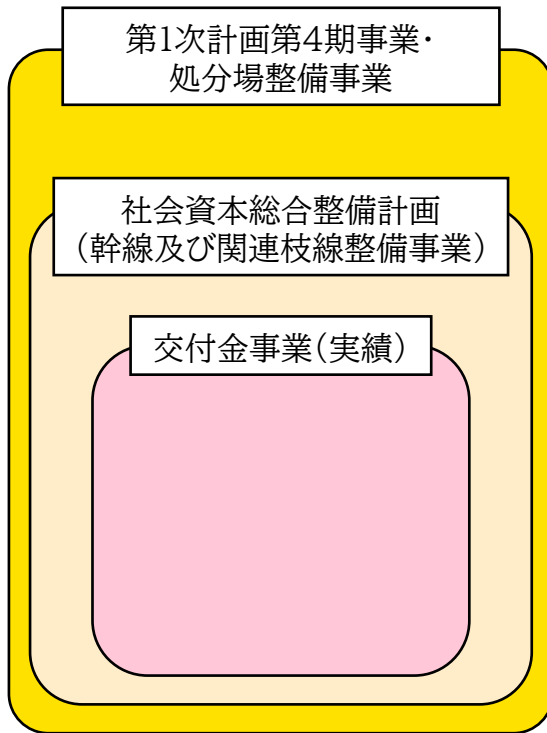 第1次計画第4期事業・
処分場整備事業
社会資本総合整備計画
（幹線及び関連枝線整備事業）
交付金事業（実績）